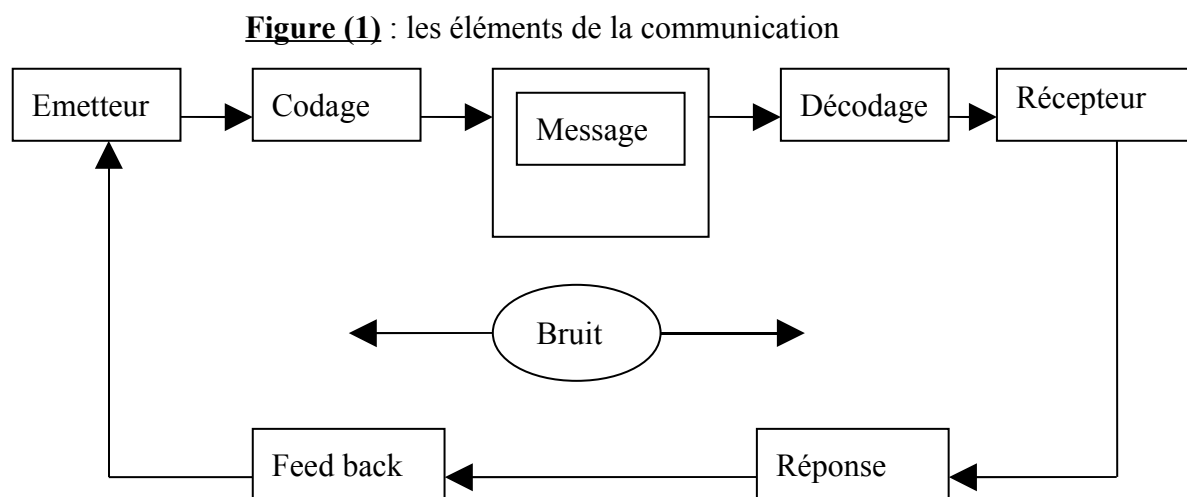 Figure (1) : les éléments de la communication
Emetteur
Codage
Message
Décodage
Récepteur
Bruit
Feed back
Réponse